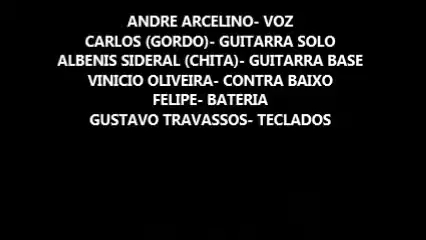 ANDRE ARCELINO- VOZ
CARLOS (GORDO)- GUITARRA SOLO
ALBENIS SIDERAL (CHITA)- GUITARRA BASE
VINICIO OLIVEIRA- CONTRA BAIXO
FELIPE- BATERIA
GUSTAVO TRAVASSOS- TECLADOS